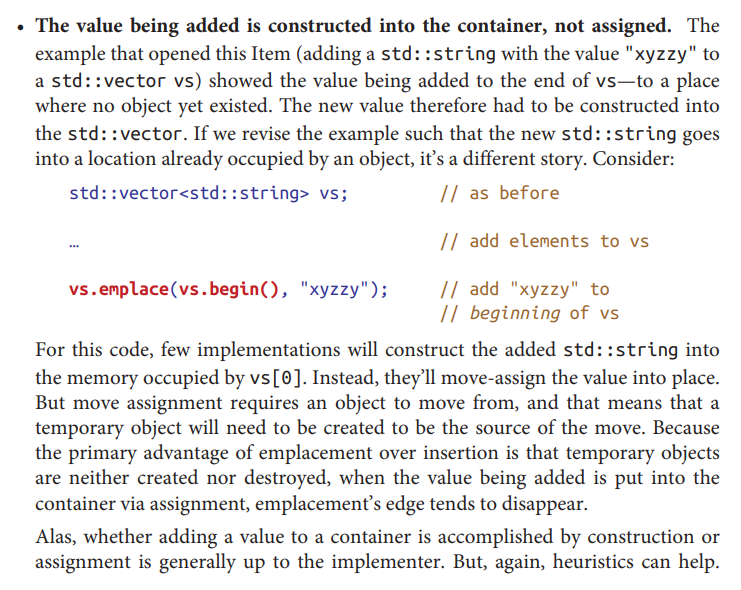 • The value being added is constructed into the container, not assigned. The
example that opened this Item (adding a std::string with the value "xyzzy" to
a std::vector vs) showed the value being added to the end of vs—to a place
where no object yet existed. The new value therefore had to be constructed into
the std::vector. If we revise the example such that the new std::string goes
into a location already occupied by an object, it’s a different story. Consider:
std::vector<std::string> vs; // as before
… // add elements to vs
vs.emplace(vs.begin(), "xyzzy"); // add "xyzzy" to
// beginning of vs
For this code, few implementations will construct the added std::string into
the memory occupied by vs[0]. Instead, they’ll move-assign the value into place.
But move assignment requires an object to move from, and that means that a
temporary object will need to be created to be the source of the move. Because
the primary advantage of emplacement over insertion is that temporary objects
are neither created nor destroyed, when the value being added is put into the
container via assignment, emplacement’s edge tends to disappear.
Alas, whether adding a value to a container is accomplished by construction or
assignment is generally up to the implementer. But, again, heuristics can help.